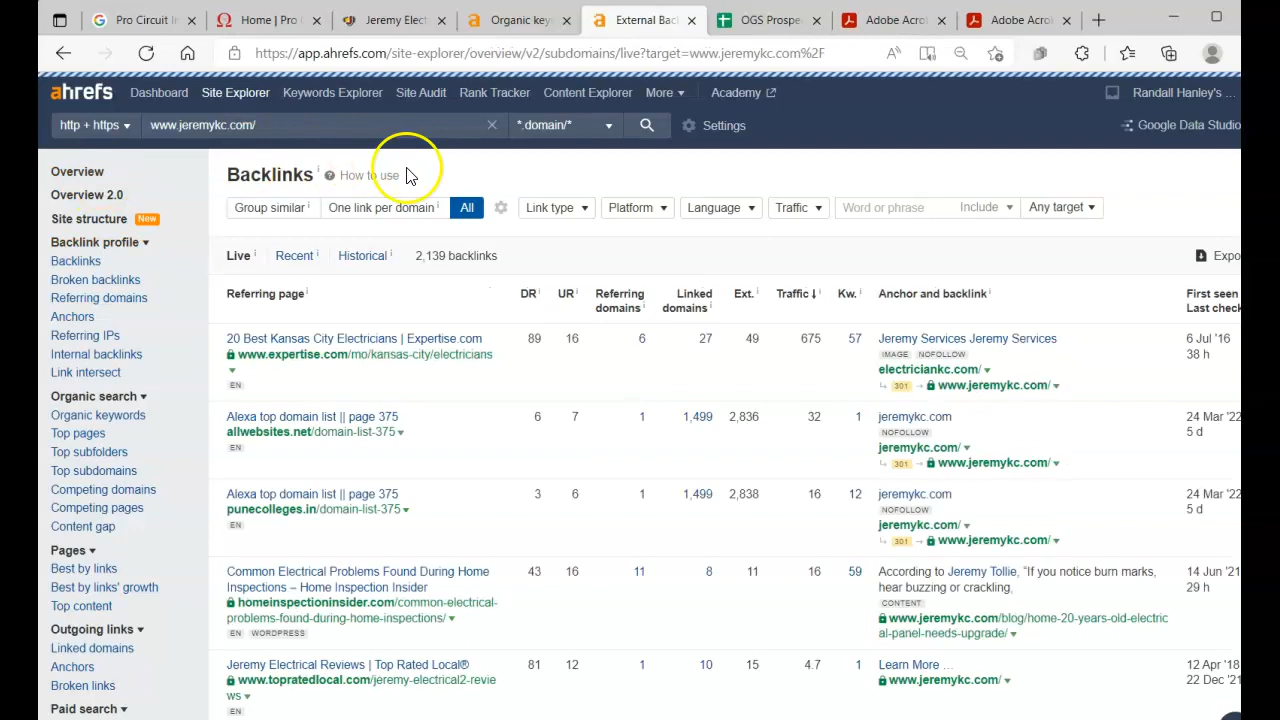 Pro Circuit In
Home | Pro C
Jeremy Elect
Organic key
External Bac
OGS Prospe
Adobe Acro
Adobe Acro
https://app.ahrefs.com/site-explorer/overview/v2/subdomains/live?target=www.jeremykc.com%2F
ahrefs Dashboard Site Explorer Keywords Explorer Site Audit Rank Tracker Content Explorer More Academy Randall Hanley's ...
http + https www.jeremykc.com/ *.domain/* Settings Google Data Studio
Overview
Overview 2.0
Site structure New
Backlink profile
Backlinks
Broken backlinks
Referring domains
Anchors
Referring IPs
Internal backlinks
Link intersect
Organic search
Organic keywords
Top pages
Top subfolders
Top subdomains
Competing domains
Competing pages
Content gap
Pages
Best by links
Best by links' growth
Top content
Outgoing links
Linked domains
Anchors
Broken links
Paid search
Backlinks How to use
Group similar One link per domain All Link type Platform Language Traffic Word or phrase Include Any target
Live Recent Historical 2,139 backlinks Expo
Referring page DR UR Referring domains Linked domains Ext. Traffic Kw. Anchor and backlink First seen Last check
20 Best Kansas City Electricians | Expertise.com 89 16 6 27 49 675 57 Jeremy Services Jeremy Services 6 Jul '16
www.expertise.com/mo/kansas-city/electricians IMAGE NOFOLLOW 38 h
electriciankc.com/
EN 301 www.jeremykc.com/
Alexa top domain list || page 375 6 7 1 1,499 2,836 32 1 jeremykc.com 24 Mar '22
allwebsites.net/domain-list-375 NOFOLLOW 5 d
EN jeremykc.com/
301 www.jeremykc.com/
Alexa top domain list || page 375 3 6 1 1,499 2,838 16 12 jeremykc.com 24 Mar '22
punecolleges.in/domain-list-375 NOFOLLOW 5 d
EN jeremykc.com/
301 www.jeremykc.com/
Common Electrical Problems Found During Home 43 16 11 8 11 16 59 According to Jeremy Tollie, “If you notice burn marks, 14 Jun '21
Inspections – Home Inspection Insider hear buzzing or crackling, 29 h
homeinspectioninsider.com/common-electrical- CONTENT
problems-found-during-home-inspections/ www.jeremykc.com/blog/home-20-years-old-electric
EN WORDPRESS al-panel-needs-upgrade/
Jeremy Electrical Reviews | Top Rated Local® 81 12 1 10 15 4.7 1 Learn More ... 12 Apr '18
www.topratedlocal.com/jeremy-electrical2-revie www.jeremykc.com/ 22 Dec '21
ws
EN